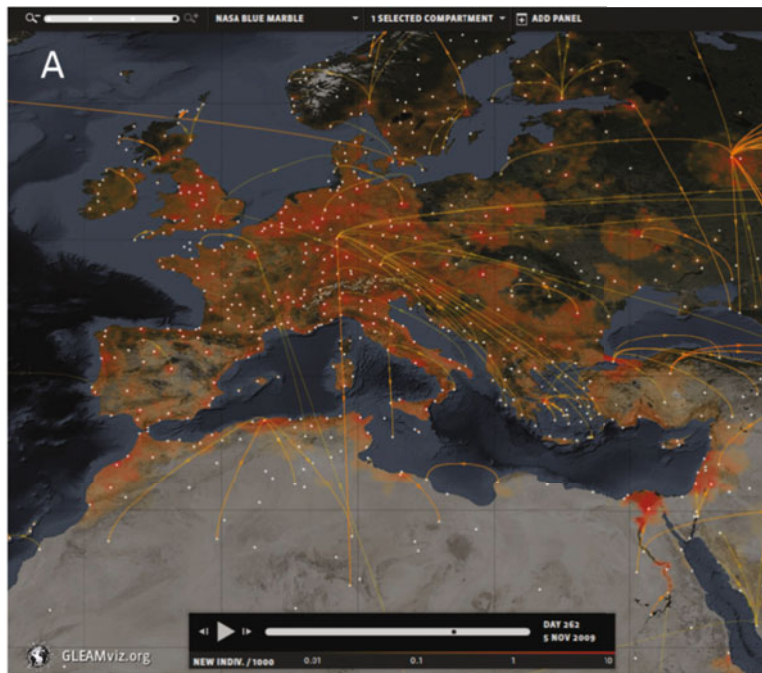 NASA BLUE MARBLE
1 SELECTED COMPARTMENT
ADD PANEL
A
DAY 262
5 NOV 2009
GLEAMviz.org
NEW INDIV. / 1000 0.01 0.1 1 10